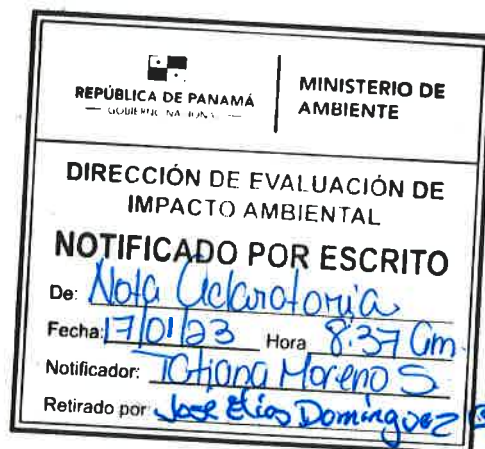 REPÚBLICA DE PANAMÁ
— GOBIERNO NACIONAL —
MINISTERIO DE
AMBIENTE
DIRECCIÓN DE EVALUACIÓN DE
IMPACTO AMBIENTAL
NOTIFICADO POR ESCRITO
De: Nota Aclaratoria
Fecha: 17/01/23 Hora 8:37 am.
Notificador: Tatiana Moreno S
Retirado por Jose Elias Dominguez